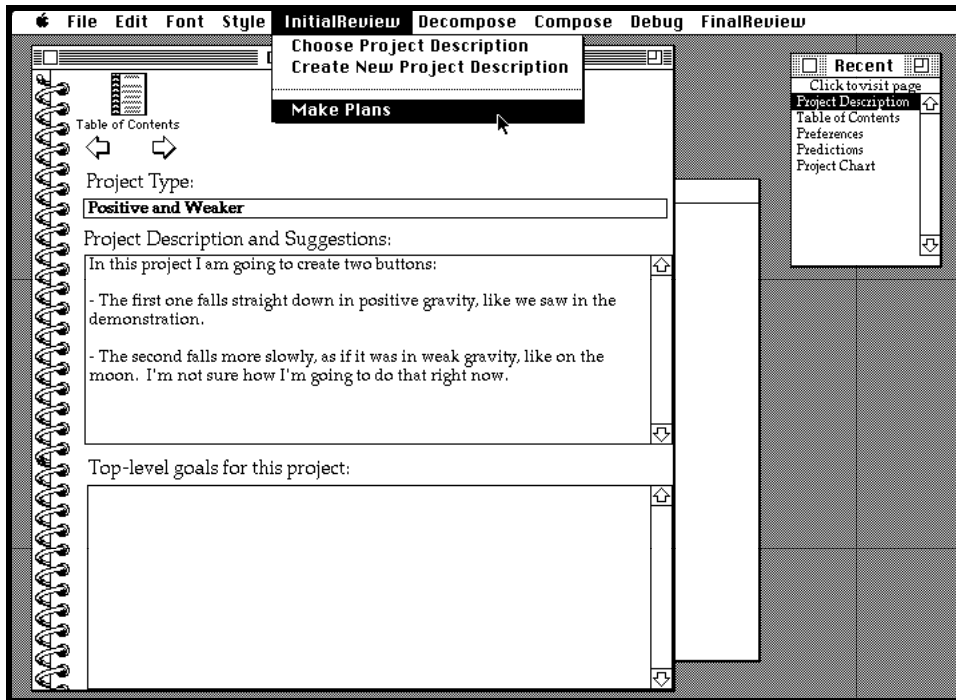 File Edit Font Style InitialReview Decompose Compose Debug FinalReview
Choose Project Description
Create New Project Description
Make Plans
Table of Contents
Project Type:
Positive and Weaker
Project Description and Suggestions:
In this project I am going to create two buttons:
- The first one falls straight down in positive gravity, like we saw in the
demonstration.
- The second falls more slowly, as if it was in weak gravity, like on the
moon. I'm not sure how I'm going to do that right now.
Top-level goals for this project:
Recent
Click to visit page
Project Description
Table of Contents
Preferences
Predictions
Project Chart